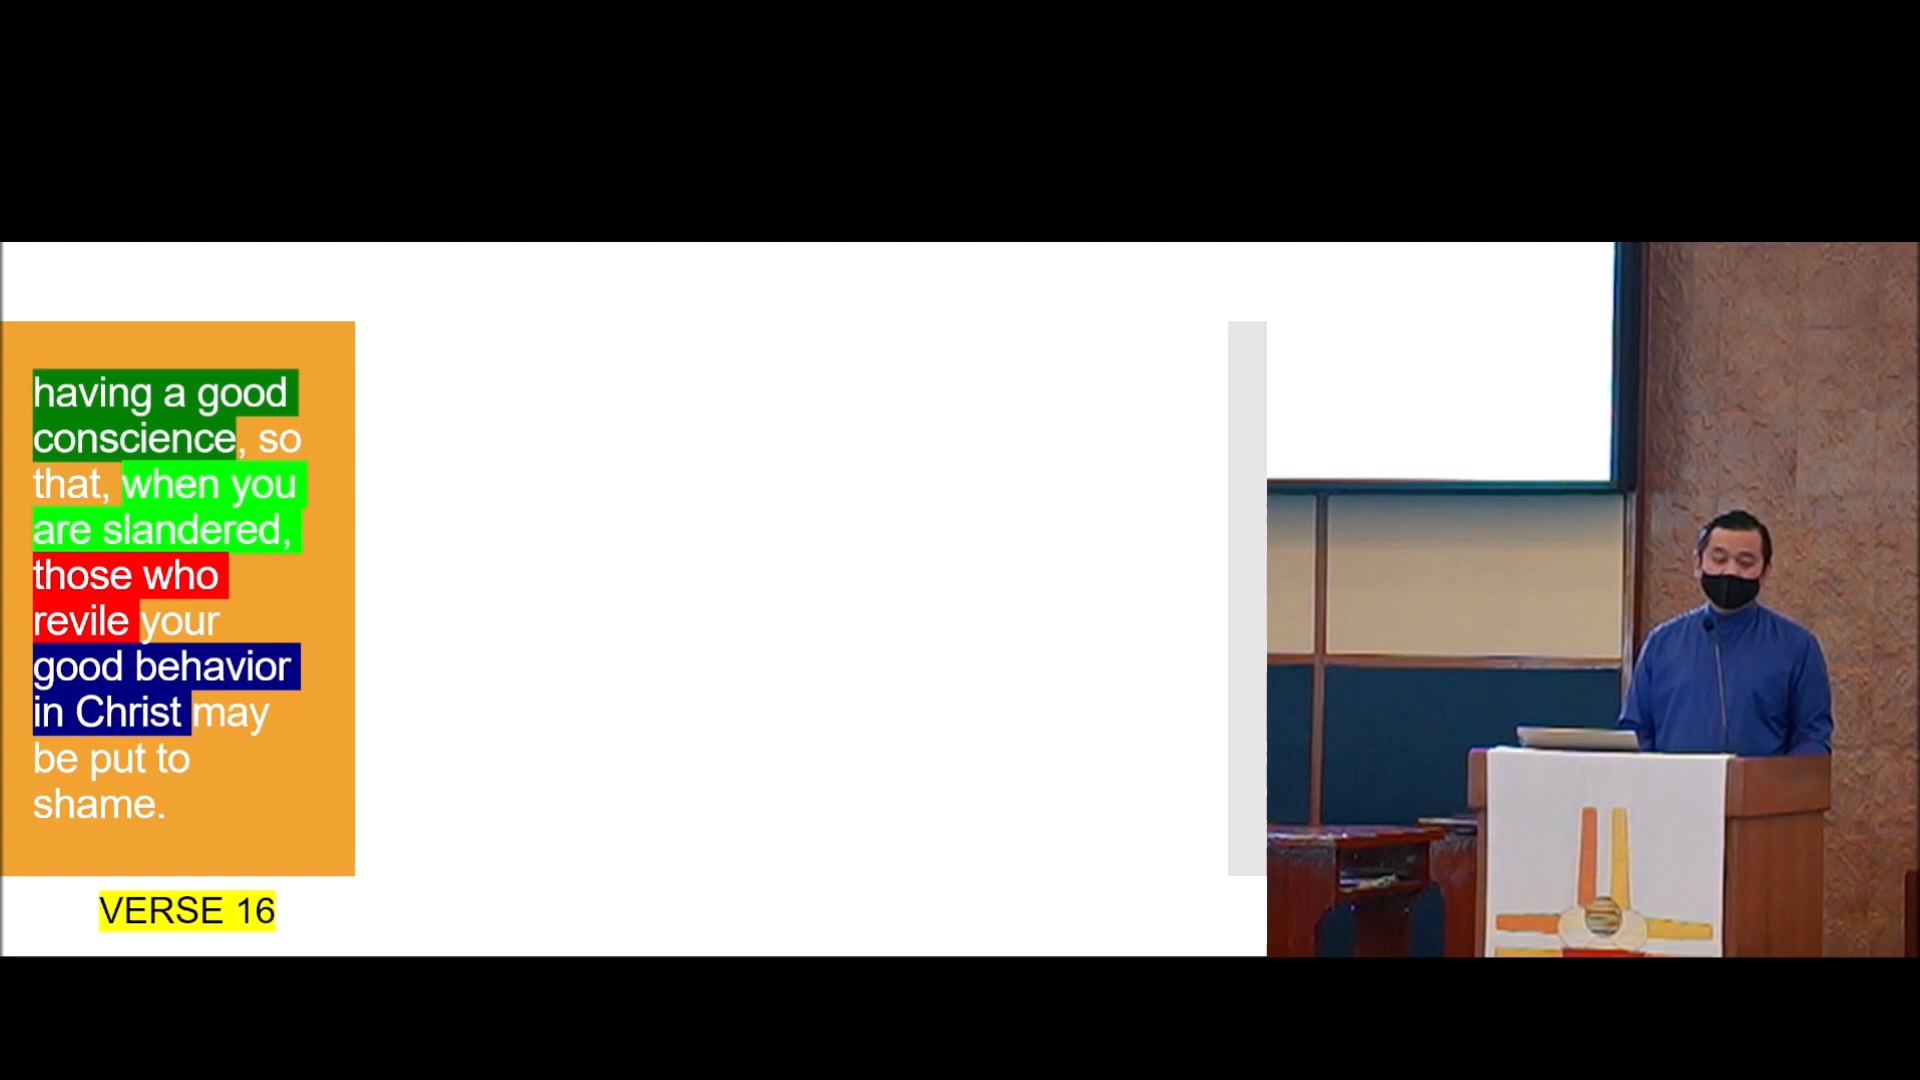 having a good
conscience, so
that, when you
are slandered,
those who
revile your
good behavior
in Christ may
be put to
shame.
VERSE 16